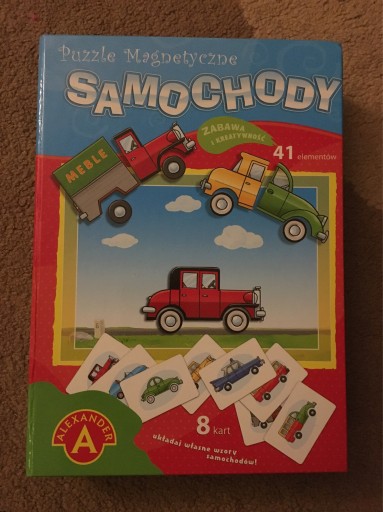 Puzzle Magnetyczne
SAMOCHODY
ZABAWA
i KREATYWNOŚĆ
41 elementów
MEBLE
8 kart
układaj własne wzory
samochodów!
ALEXANDER
A